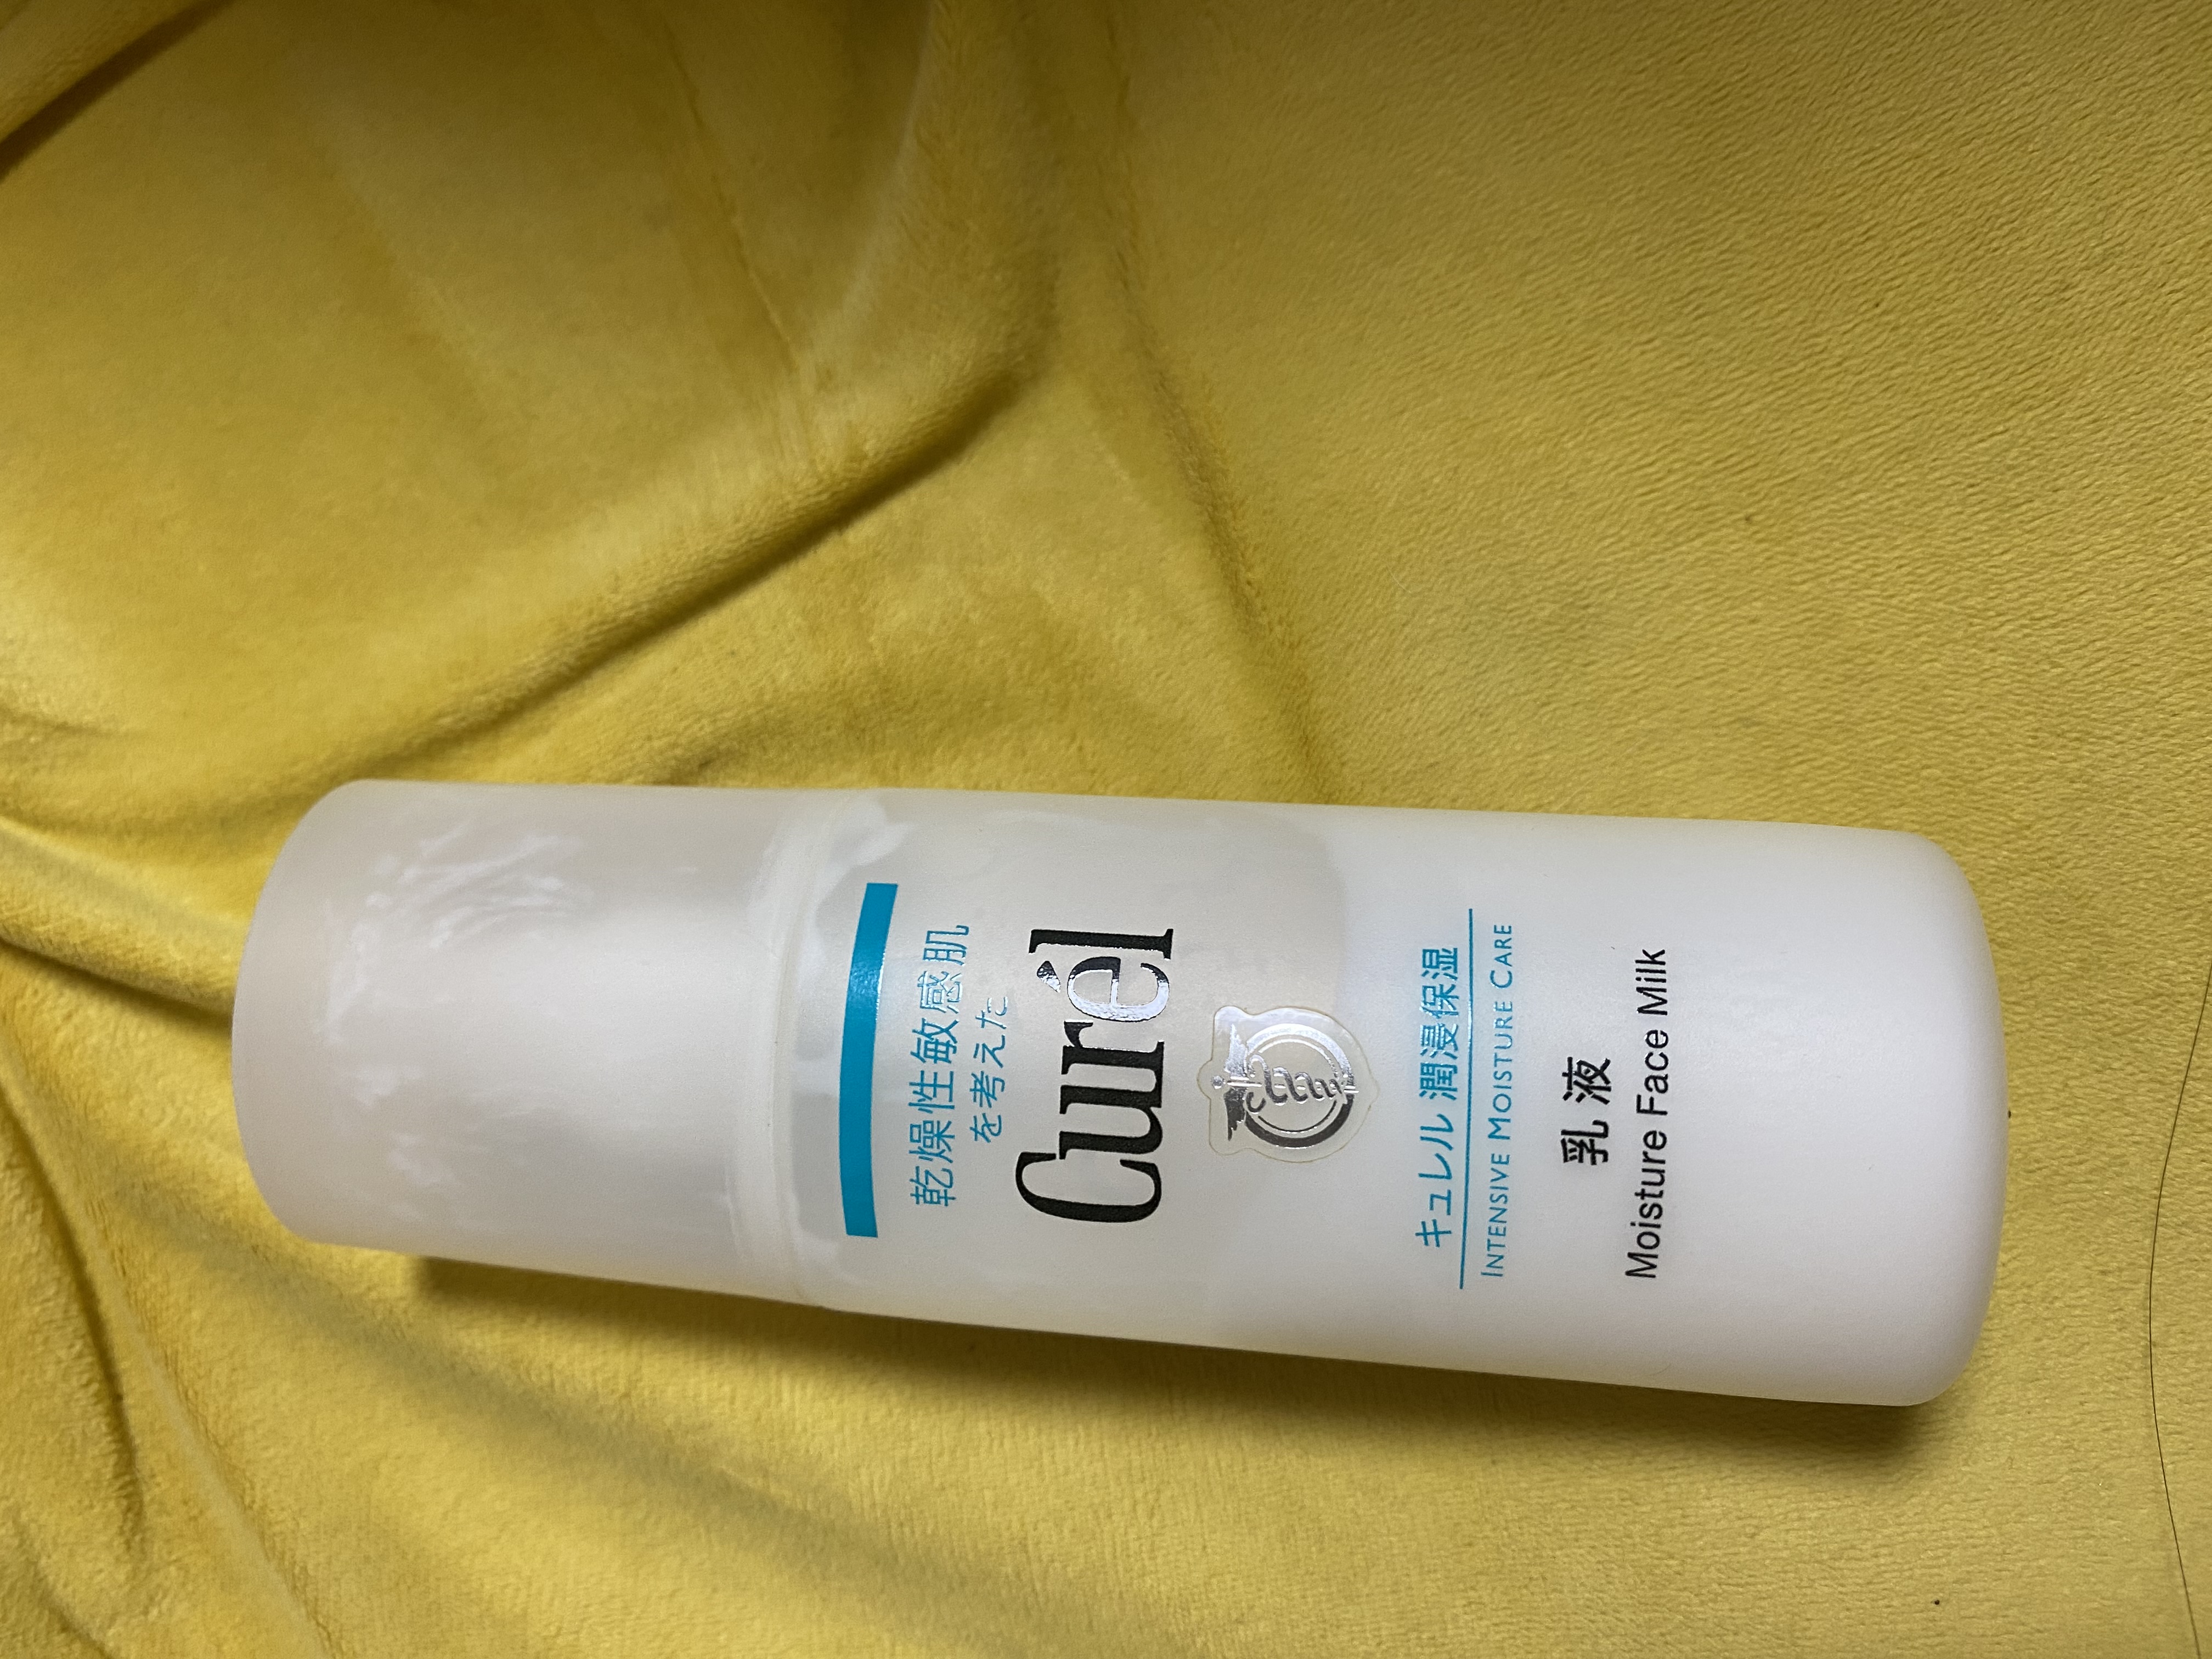 乾燥性敏感肌
を考えた
Curél
キュレル 潤浸保湿
INTENSIVE MOISTURE CARE
乳液
Moisture Face Milk